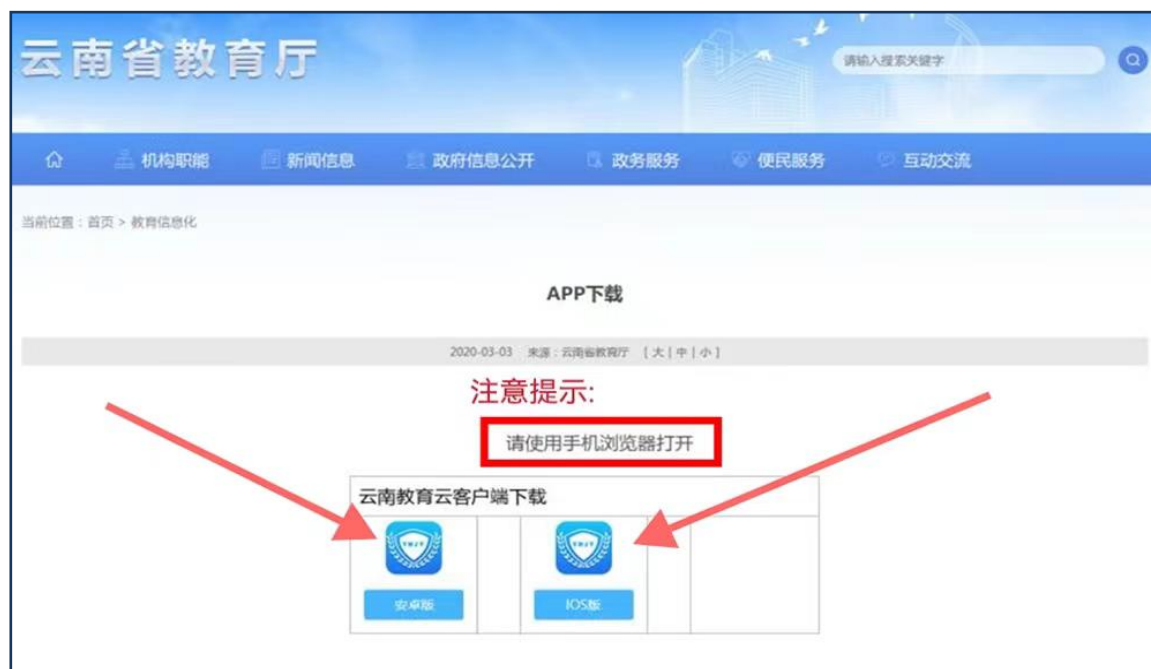 云南省教育厅
请输入搜索关键字
机构职能 新闻信息 政府信息公开 政务服务 便民服务 互动交流
当前位置：首页 > 教育信息化
APP下载
2020-03-03 来源：云南省教育厅 [ 大 | 中 | 小 ]
注意提示:
请使用手机浏览器打开
云南教育云客户端下载
YNJY YNJY
安卓版 IOS版